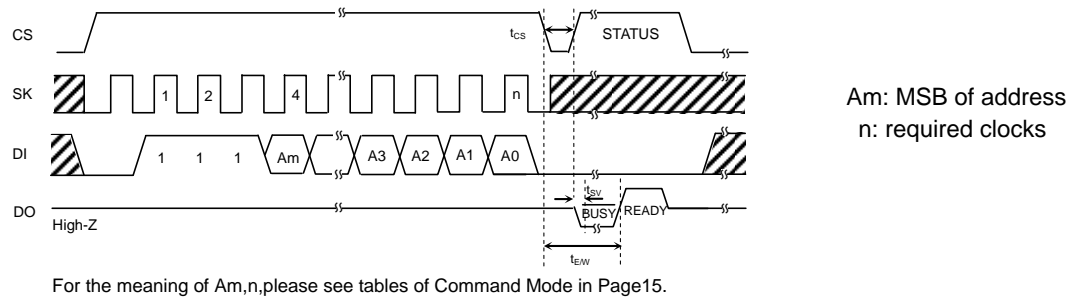 CS tCS STATUS
SK 1 2 4 n
Am: MSB of address
n: required clocks
DI 1 1 1 Am A3 A2 A1 A0
tSV
DO BUSY READY
High-Z
tE/W
For the meaning of Am,n,please see tables of Command Mode in Page15.